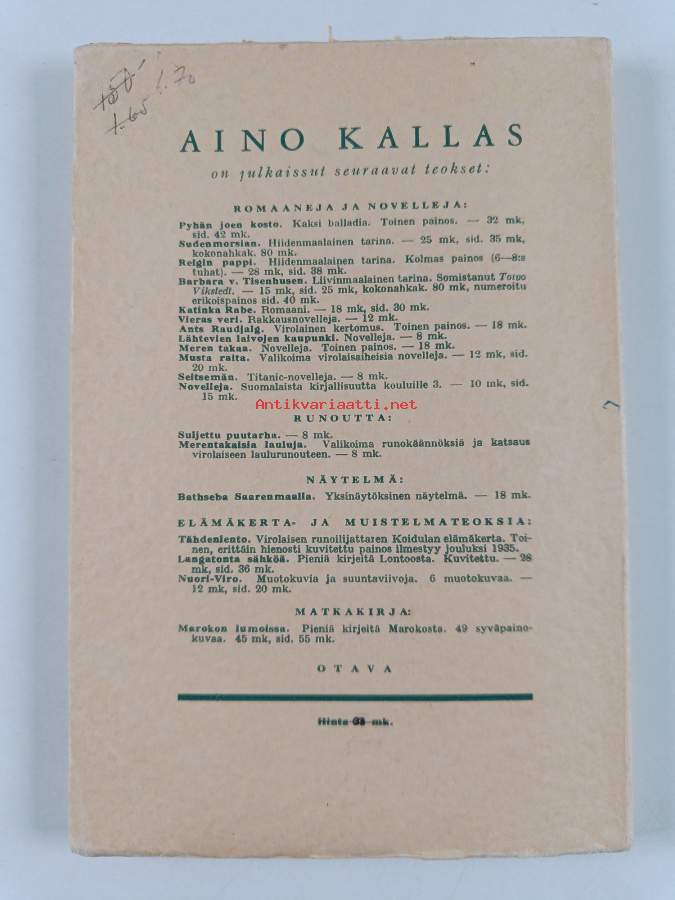 1.65 1.70
AINO KALLAS
on julkaissut seuraavat teokset:
ROMAANEJA JA NOVELLEJA:
Pyhän joen kosto. Kaksi balladia. Toinen painos. — 32 mk,
sid. 42 mk.
Sudenmorsian. Hiidenmaalainen tarina. — 25 mk, sid. 35 mk,
kokonahkak. 80 mk.
Reigin pappi. Hiidenmaalainen tarina. Kolmas painos (6—8:s
tuhat). — 28 mk, sid. 38 mk.
Barbara v. Tisenhusen. Liivinmaalainen tarina. Somistanut Toivo
Vikstedt. — 15 mk, sid. 25 mk, kokonahkak. 80 mk, numeroitu
erikoispainos sid. 40 mk.
Katinka Rabe. Romaani. — 18 mk, sid. 30 mk.
Vieras veri. Rakkausnovelleja. — 12 mk.
Ants Raudjalg. Virolainen kertomus. Toinen painos. — 18 mk.
Lähtevien laivojen kaupunki. Novelleja. — 8 mk.
Meren takaa. Novelleja. Toinen painos. — 18 mk.
Musta raita. Valikoima virolaisaiheisia novelleja. — 12 mk, sid.
20 mk.
Seitsemän. Titanic-novelleja. — 8 mk.
Novelleja. Suomalaista kirjallisuutta kouluille 3. — 10 mk, sid.
15 mk.
Antikvariaatti.net
RUNOUTTA:
Suljettu puutarha. — 8 mk.
Merentakaisia lauluja. Valikoima runokäännöksiä ja katsaus
virolaiseen laulurunouteen. — 8 mk.
NÄYTELMÄ:
Bathseba Saarenmaalla. Yksinäytöksinen näytelmä. — 18 mk.
ELÄMÄKERTA- JA MUISTELMATEOKSIA:
Tähdenlento. Virolaisen runoilijattaren Koidulan elämäkerta. Toi-
nen, erittäin hienosti kuvitettu painos ilmestyy jouluksi 1935.
Langatonta sähköä. Pieniä kirjeitä Lontoosta. Kuvitettu. — 28
mk, sid. 36 mk.
Nuori-Viro. Muotokuvia ja suuntaviivoja. 6 muotokuvaa. —
12 mk, sid. 20 mk.
MATKAKIRJA:
Marokon lumoissa. Pieniä kirjeitä Marokosta. 49 syväpaino-
kuvaa. 45 mk, sid. 55 mk.
OTAVA
Hinta mk.